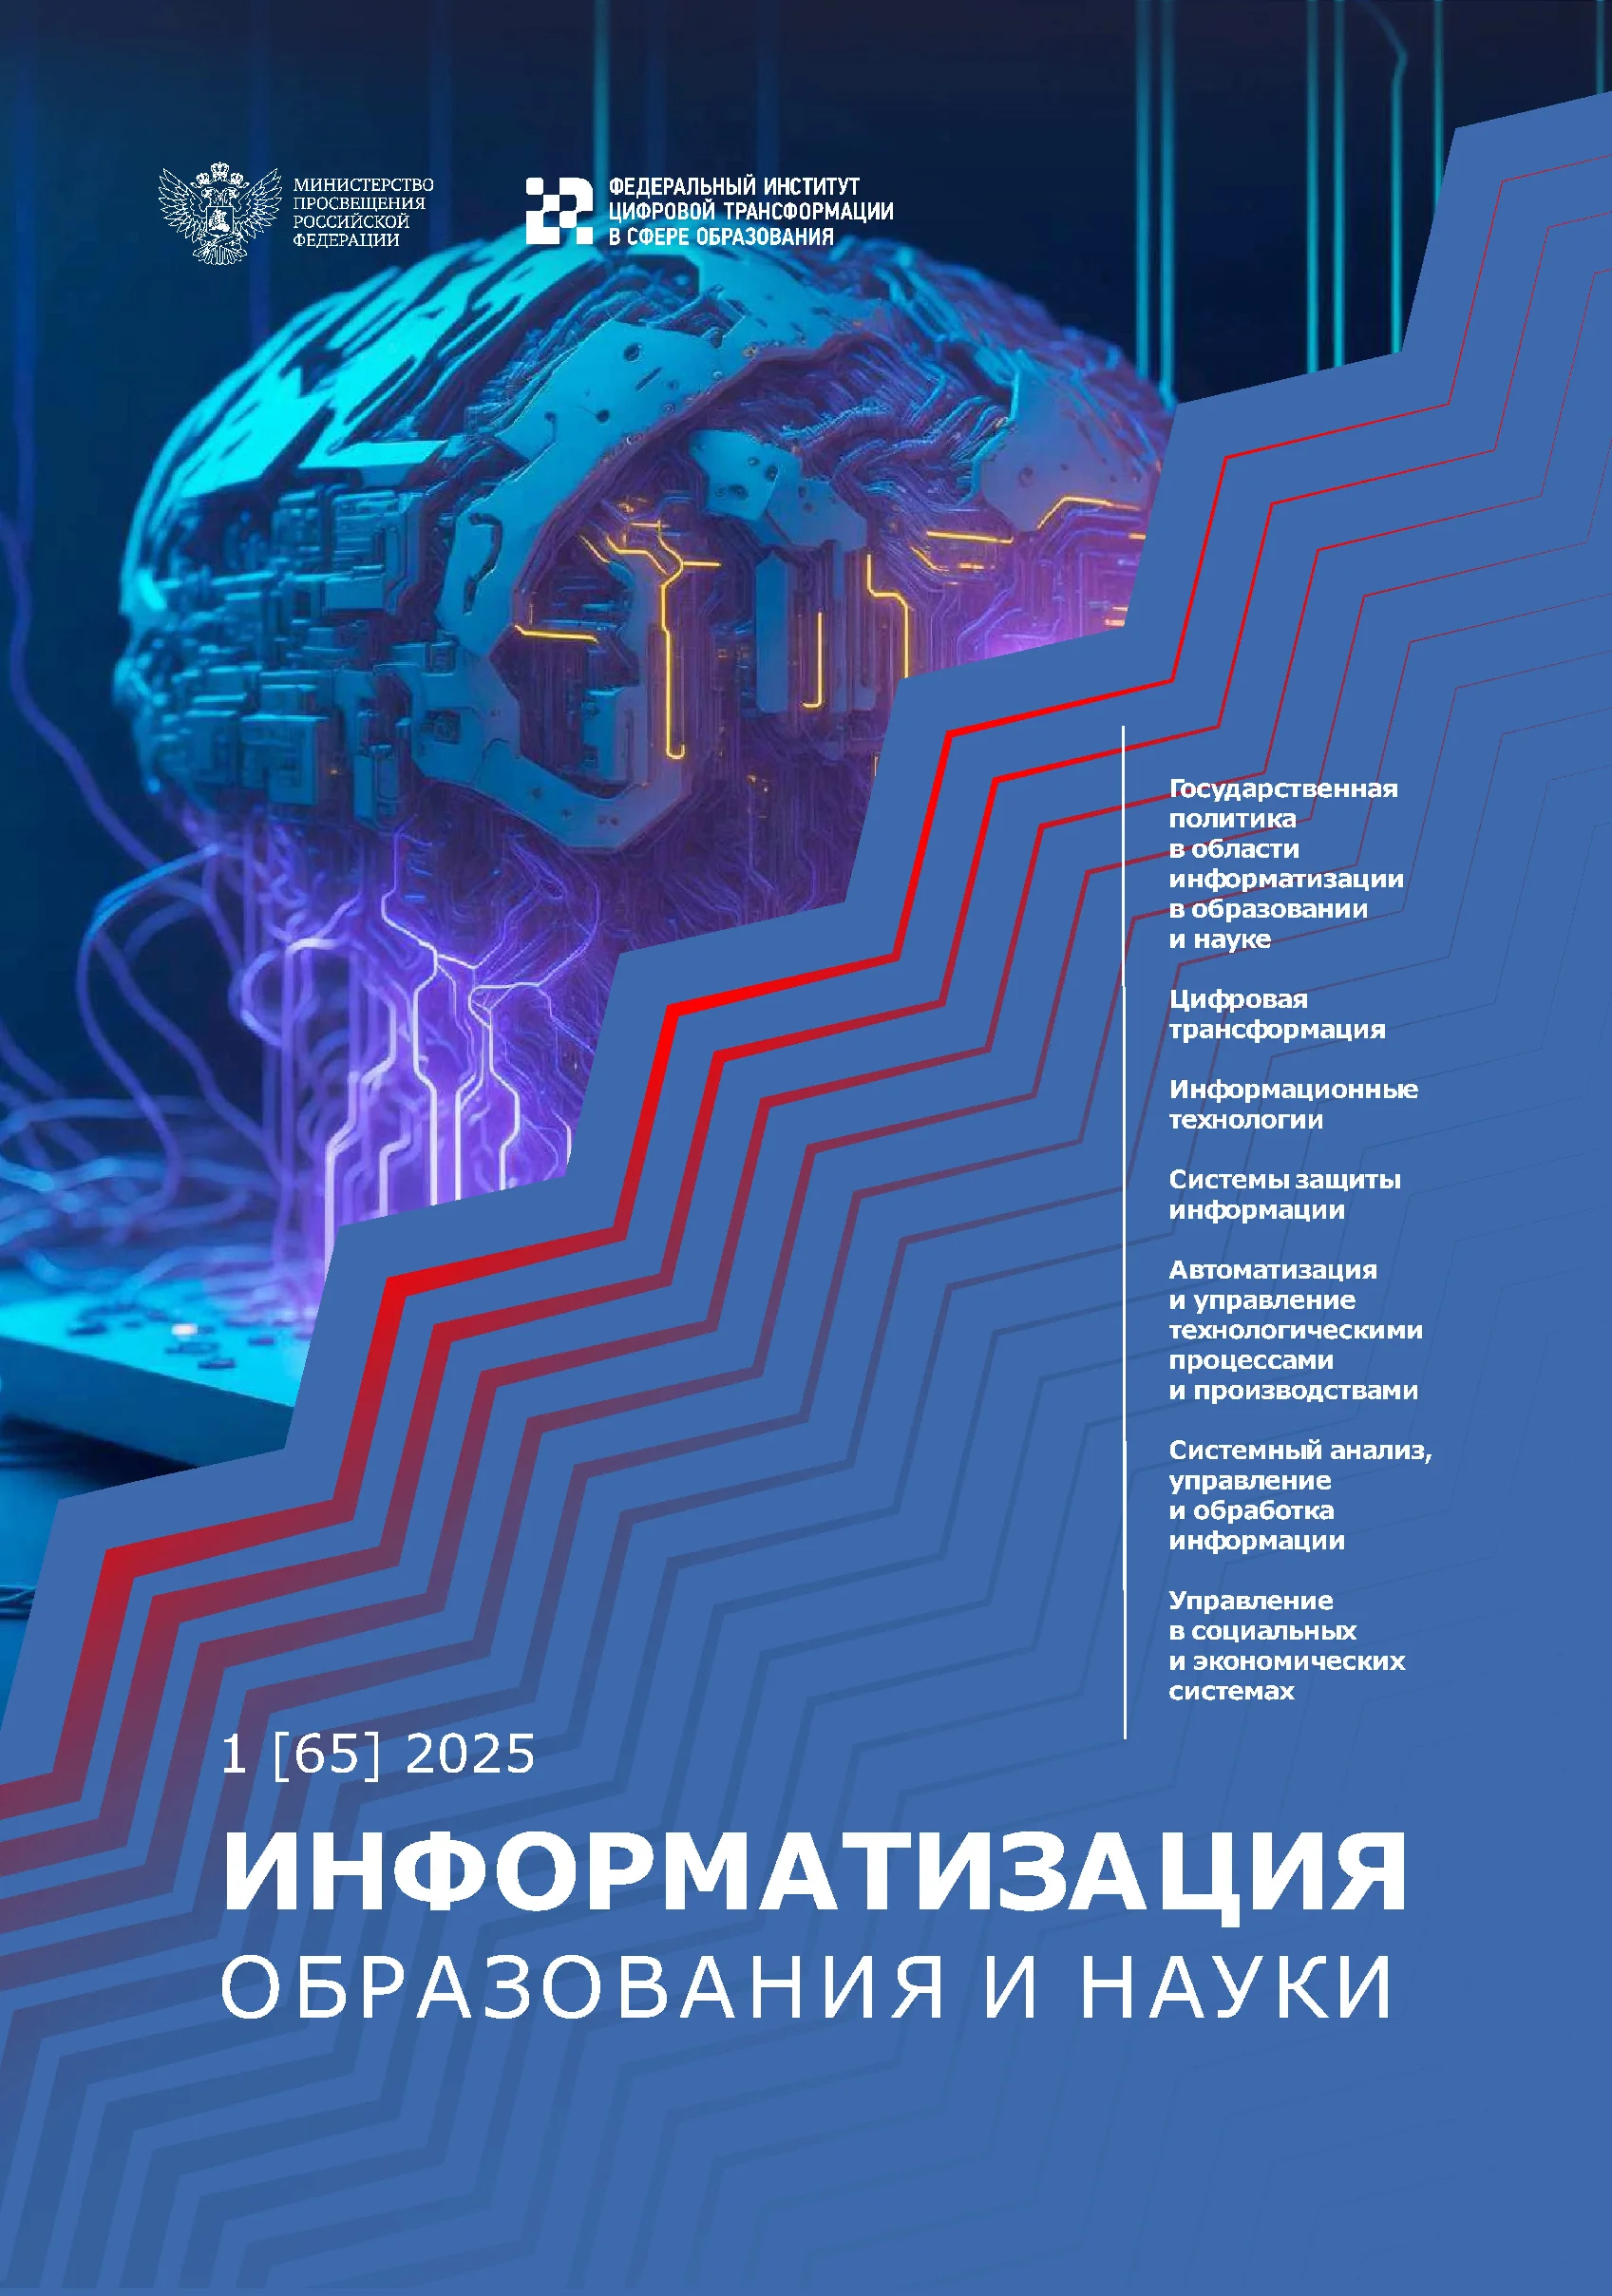 МИНИСТЕРСТВО
ПРОСВЕЩЕНИЯ
РОССИЙСКОЙ
ФЕДЕРАЦИИ
ФЕДЕРАЛЬНЫЙ ИНСТИТУТ
ЦИФРОВОЙ ТРАНСФОРМАЦИИ
В СФЕРЕ ОБРАЗОВАНИЯ
Государственная
политика
в области
информатизации
в образовании
и науке
Цифровая
трансформация
Информационные
технологии
Системы защиты
информации
Автоматизация
и управление
технологическими
процессами
и производствами
Системный анализ,
управление
и обработка
информации
Управление
в социальных
и экономических
системах
1 [65] 2025
ИНФОРМАТИЗАЦИЯ
ОБРАЗОВАНИЯ И НАУКИ